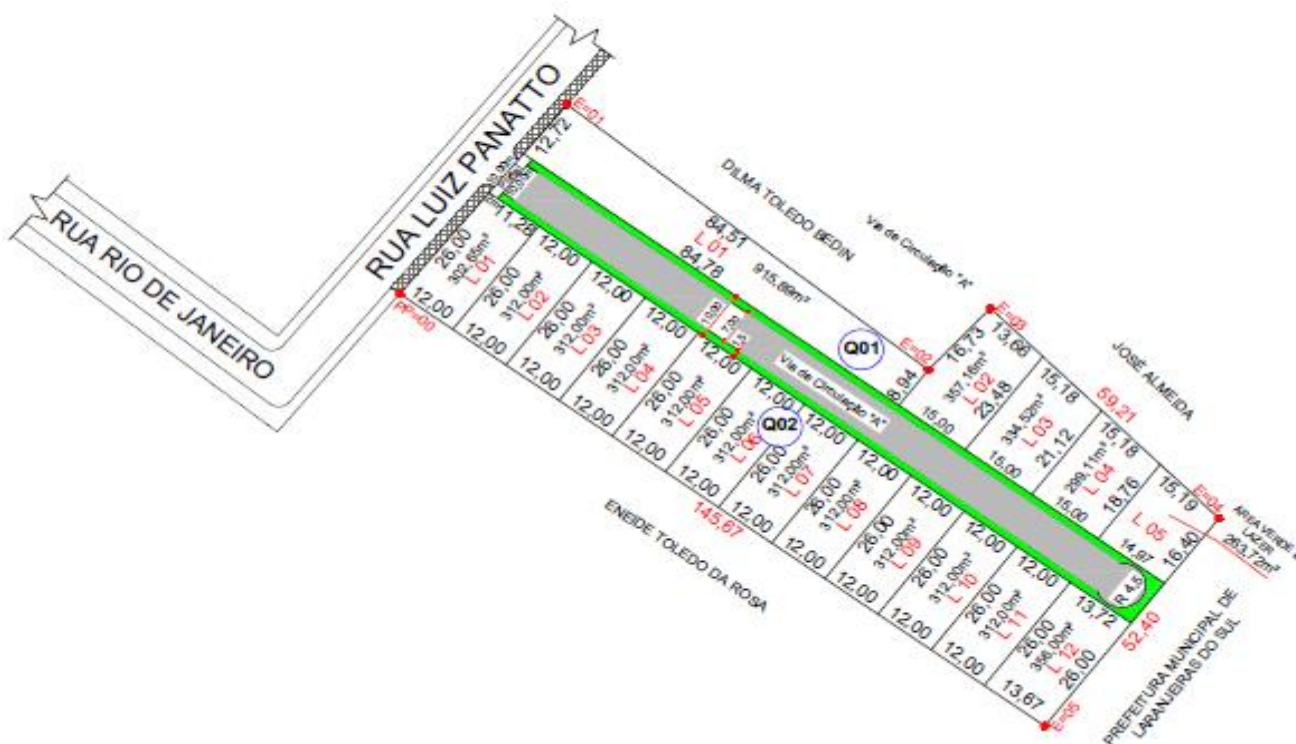 RUA RIO DE JANEIRO
RUA LUIZ PANATTO
E=01
12,72
DILMA TOLEDO BEDIN
Via de Circulação "A"
84,51
L 01
84,78
915,89m²
Q01
E=02
8,94
E=03
16,73
13,66
357,16m²
L 02
23,48
15,00
JOSÉ ALMEIDA
59,21
15,18
334,52m²
L 03
21,12
15,00
15,18
299,11m²
L 04
18,76
15,00
15,19
L 05
14,97
16,40
E=04
ÁREA VERDE E
LAZER
263,72m²
13,00
7,00
Via de Circulação "A"
R 4,5
Q02
PP=00
11,28
26,00
302,65m²
L 01
12,00
12,00
26,00
312,00m²
L 02
12,00
12,00
26,00
312,00m²
L 03
12,00
12,00
26,00
312,00m²
L 04
12,00
12,00
26,00
312,00m²
L 05
12,00
12,00
26,00
312,00m²
L 06
12,00
12,00
26,00
312,00m²
L 07
12,00
12,00
26,00
312,00m²
L 08
12,00
12,00
26,00
312,00m²
L 09
12,00
12,00
26,00
312,00m²
L 10
12,00
12,00
26,00
312,00m²
L 11
12,00
13,72
26,00
356,00m²
L 12
26,00
13,67
52,40
E=05
145,67
ENEIDE TOLEDO DA ROSA
PREFEITURA MUNICIPAL DE
LARANJEIRAS DO SUL